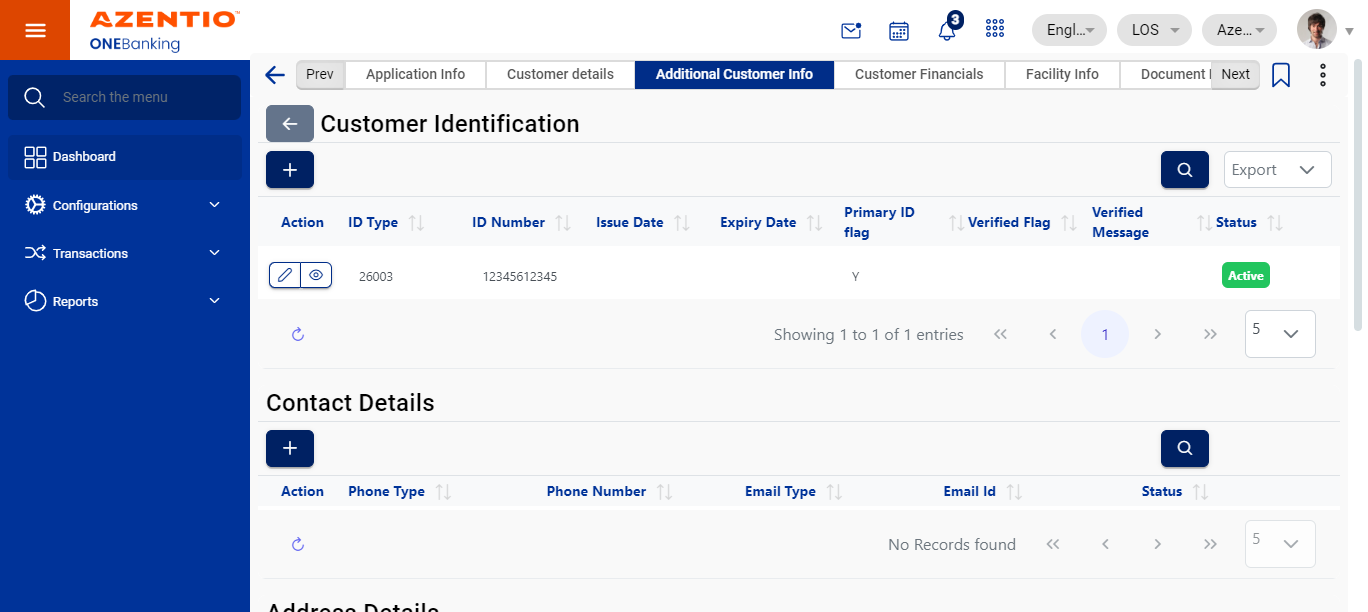 AZENTIO™
ONEBanking
3
Engl...
LOS
Aze...
Search the menu
Dashboard
Configurations
Transactions
Reports
Prev
Application Info
Customer details
Additional Customer Info
Customer Financials
Facility Info
Document
Next
Customer Identification
Export
Action
ID Type
ID Number
Issue Date
Expiry Date
Primary ID
flag
Verified Flag
Verified
Message
Status
26003
12345612345
Y
Active
Showing 1 to 1 of 1 entries
1
5
Contact Details
Action
Phone Type
Phone Number
Email Type
Email Id
Status
No Records found
5
Address Details